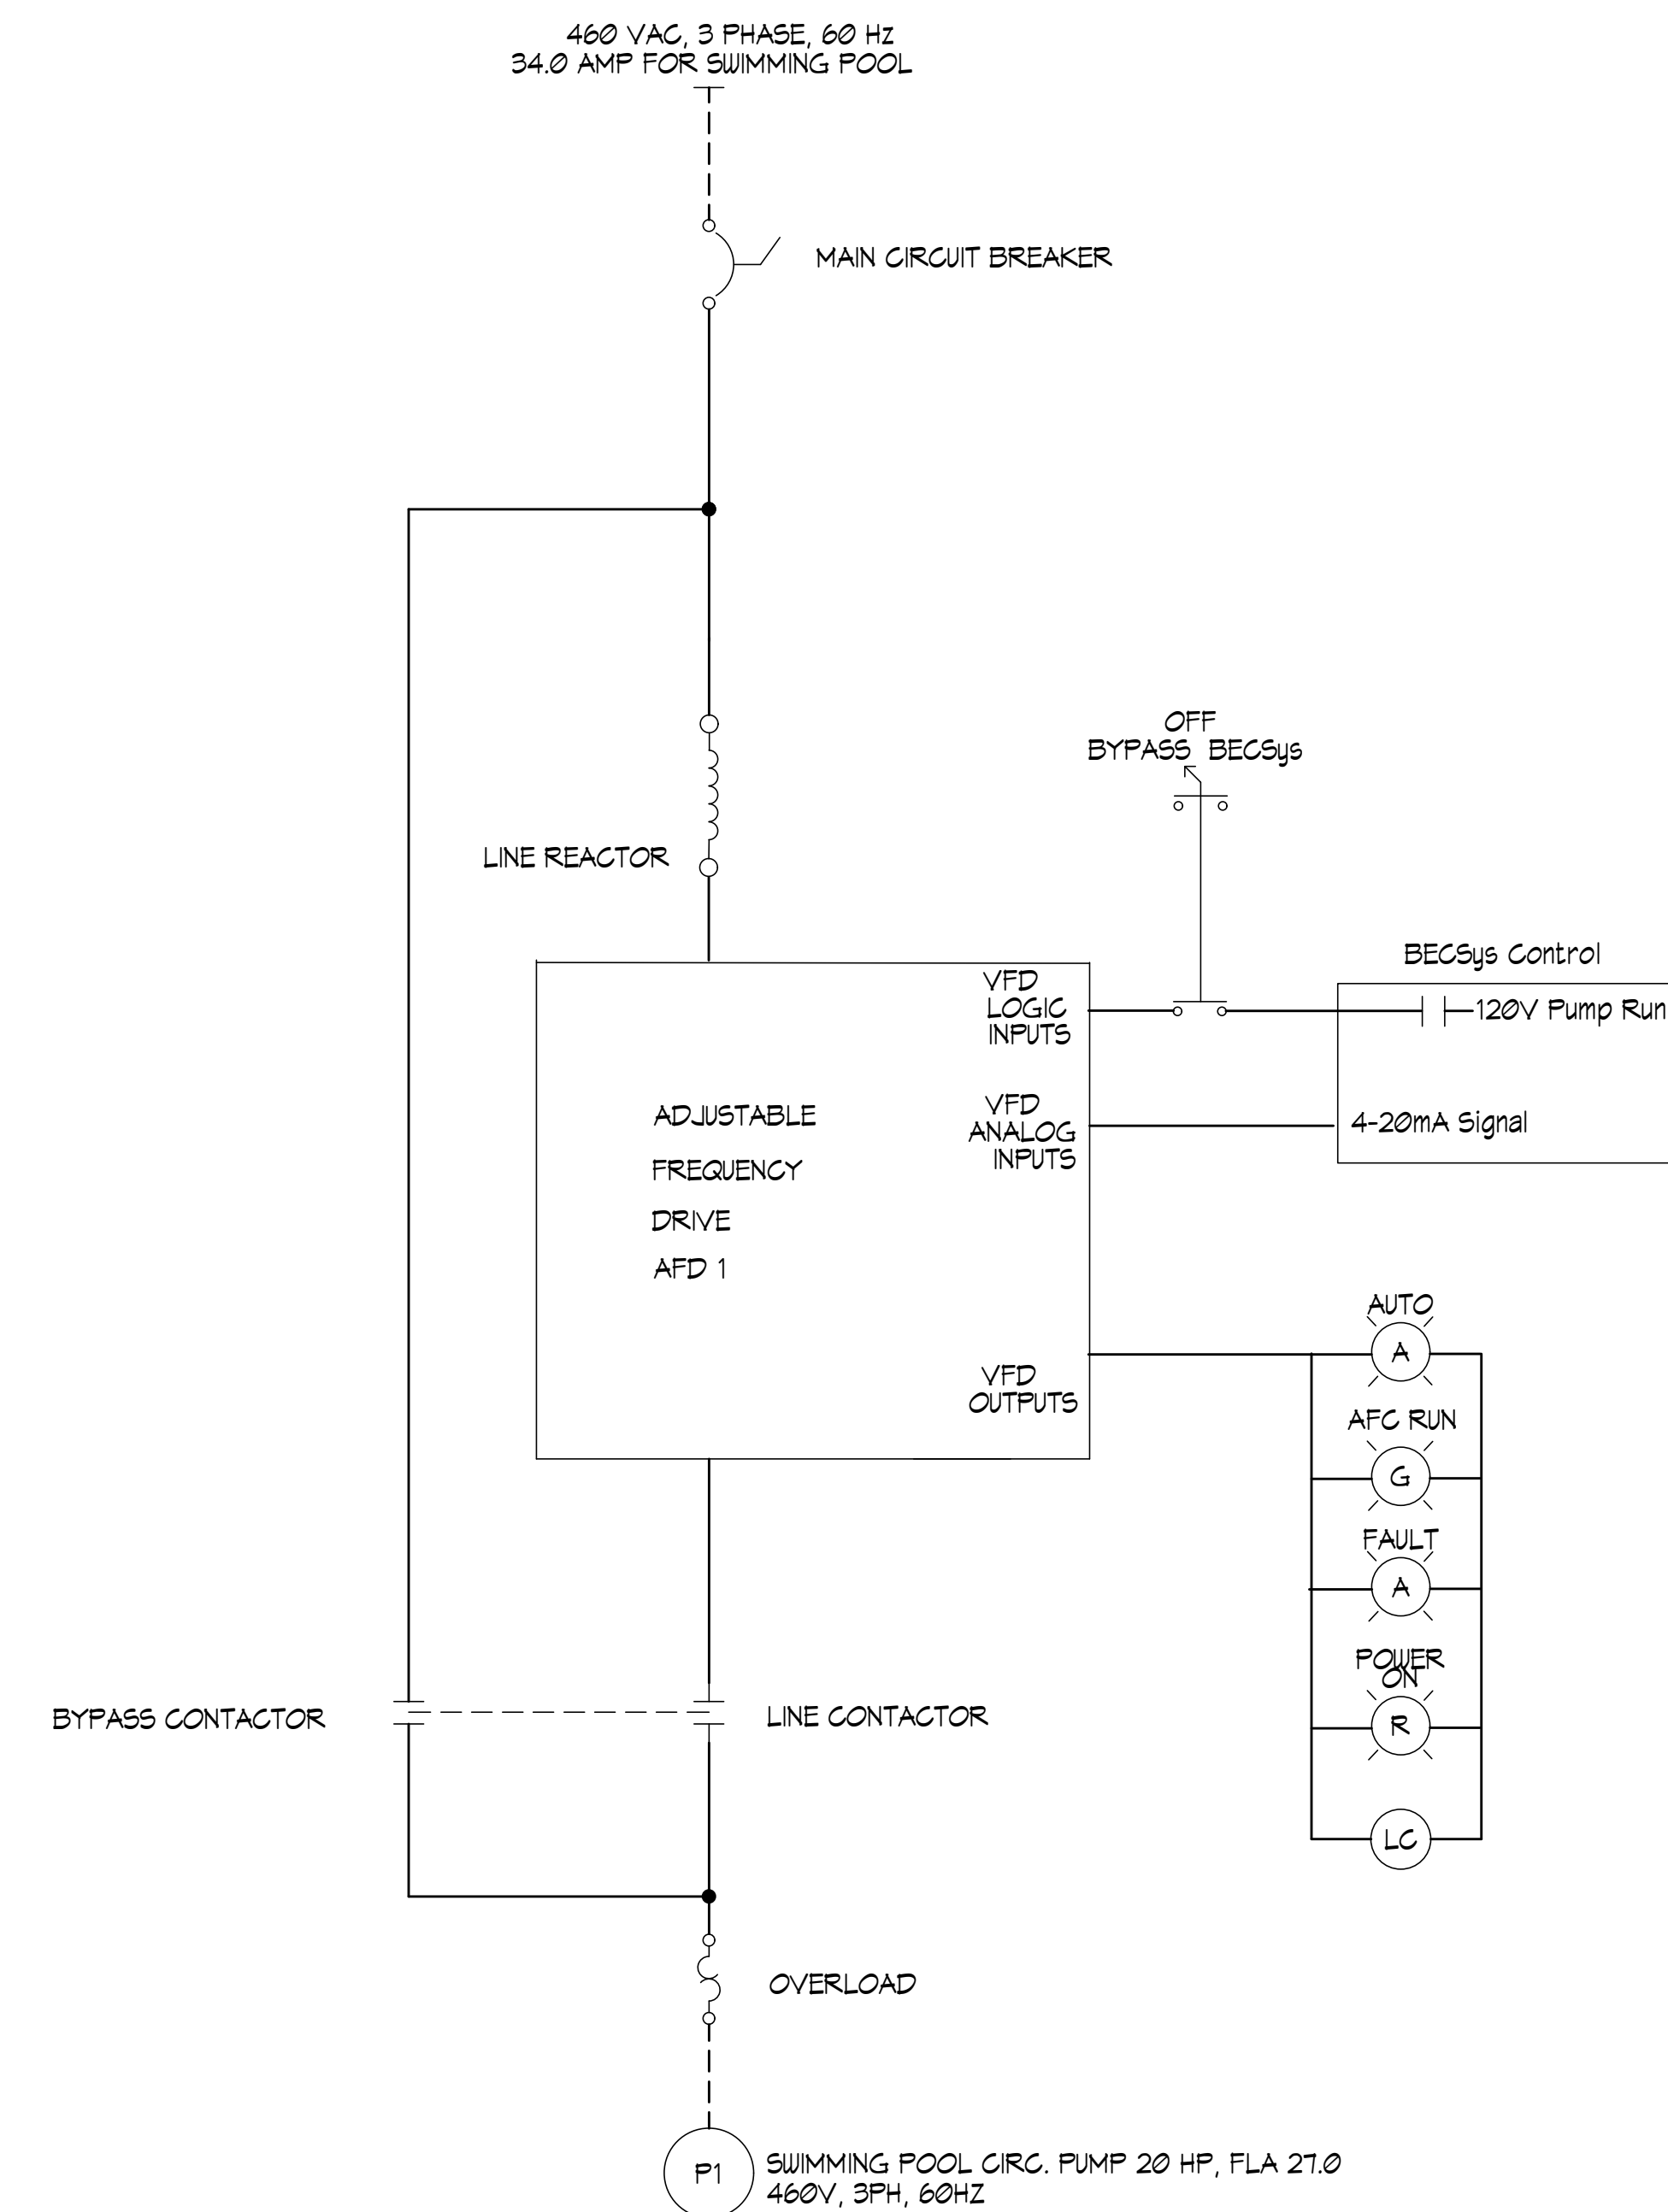 460 VAC, 3 PHASE, 60 Hz
34.0 AMP FOR SWIMMING POOL
MAIN CIRCUIT BREAKER
OFF
BYPASS BECSys
LINE REACTOR
BECSys Control
VFD
LOGIC
INPUTS
120V Pump Run
VFD
ANALOG
INPUTS
4-20mA Signal
ADJUSTABLE
FREQUENCY
DRIVE
AFD 1
VFD
OUTPUTS
AUTO
A
AFC RUN
G
FAULT
A
POWER
ON
R
LC
BYPASS CONTACTOR
LINE CONTACTOR
OVERLOAD
P1
SWIMMING POOL CIRC. PUMP 20 HP, FLA 27.0
460V, 3PH, 60HZ